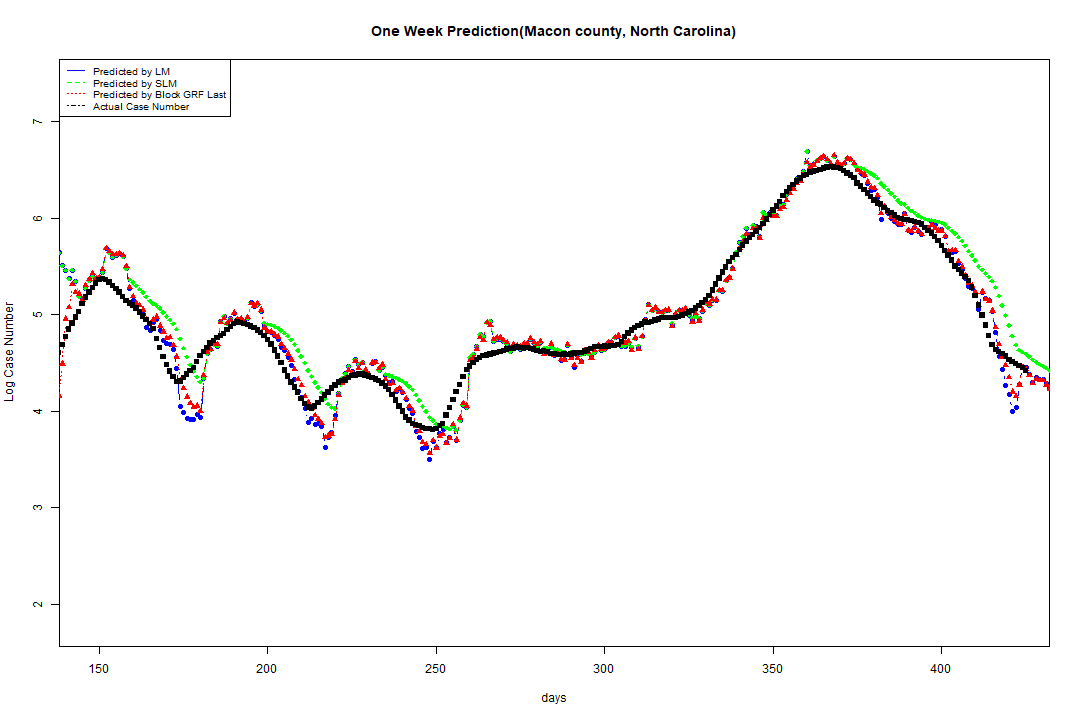 One Week Prediction(Macon county, North Carolina)
Predicted by LM
Predicted by SLM
Predicted by Block GRF Last
Actual Case Number
7
6
5
4
3
2
Log Case Number
150 200 250 300 350 400
days